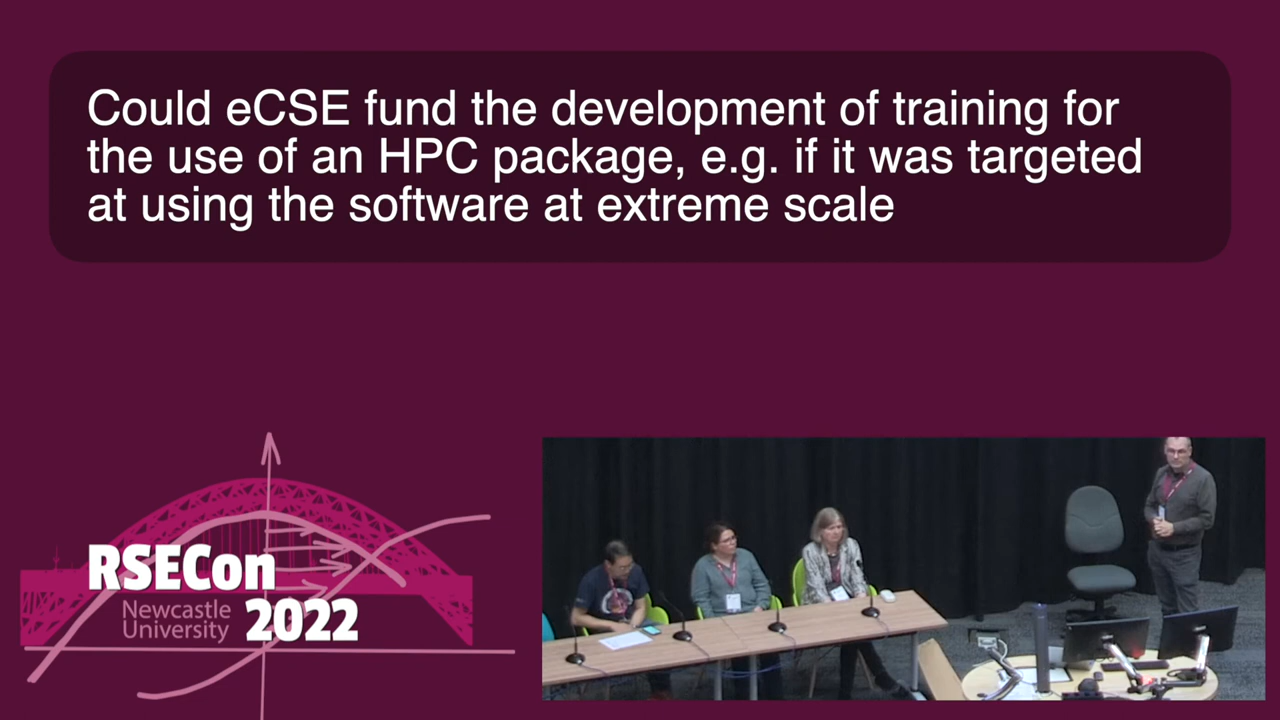 Could eCSE fund the development of training for
the use of an HPC package, e.g. if it was targeted
at using the software at extreme scale
RSECon
Newcastle
University
2022